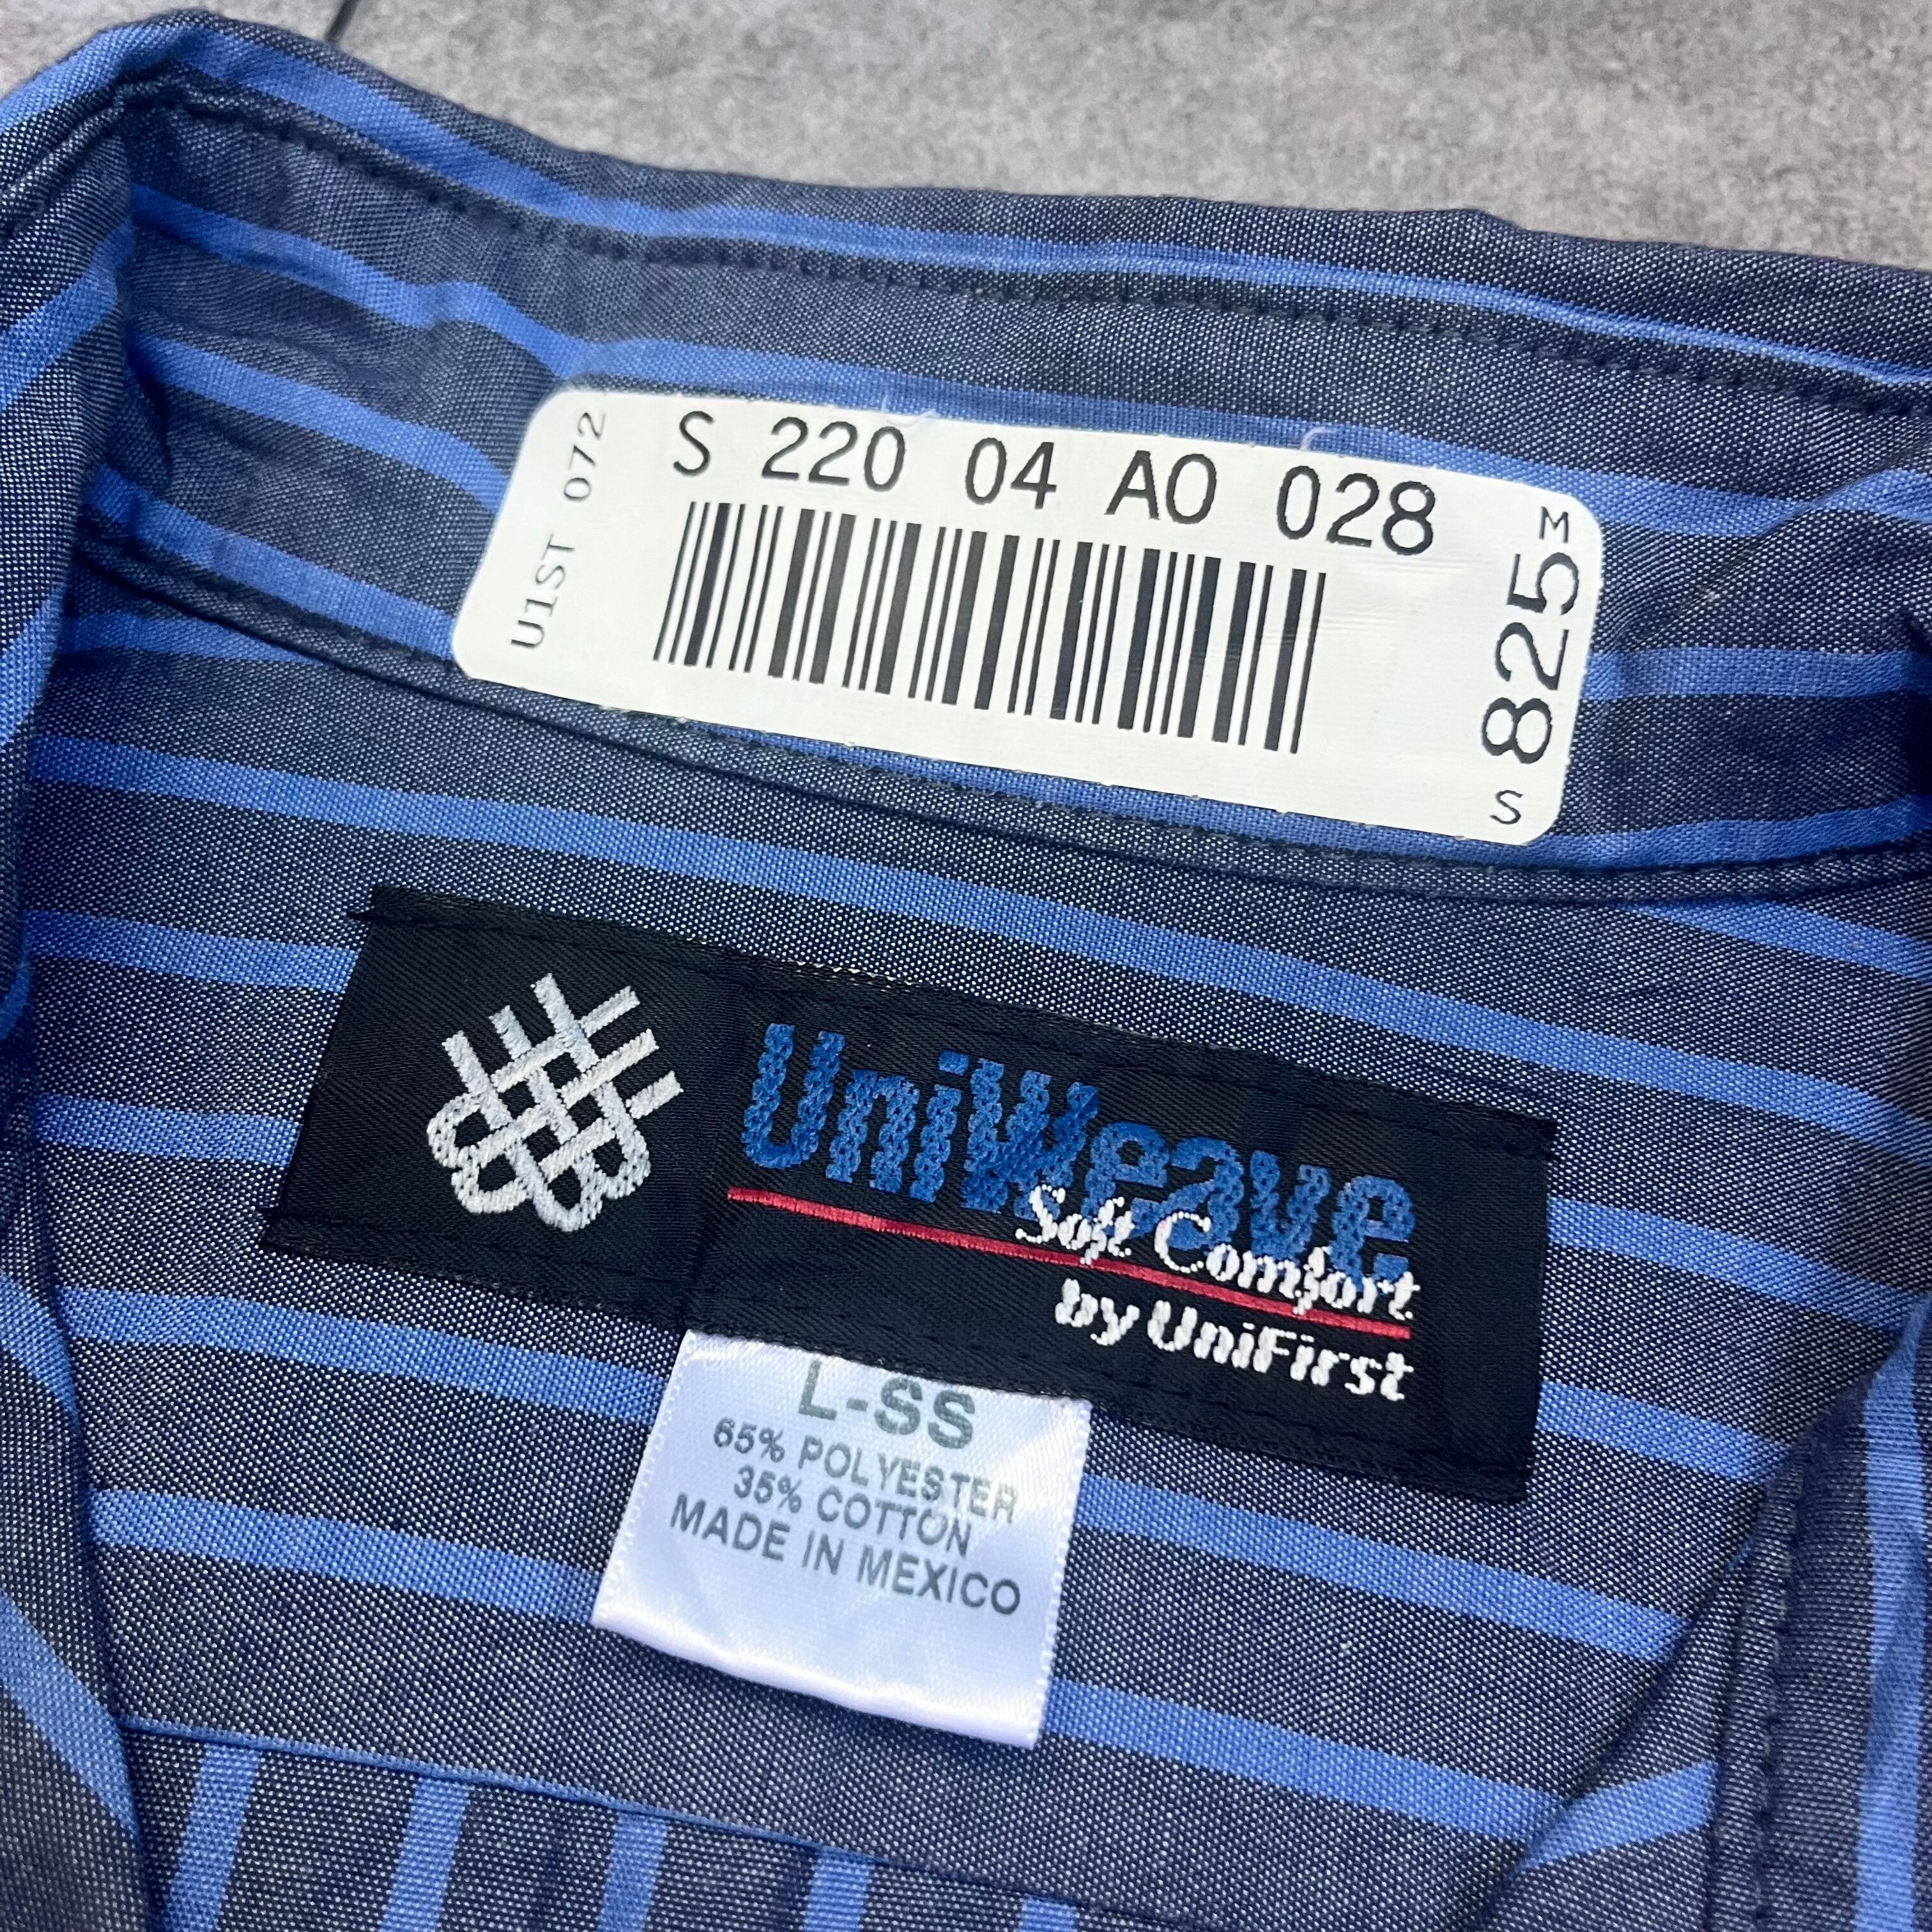 U1ST 072
S 220 04 AO 028
S 825 M
UniWeave
Soft Comfort
by UniFirst
L-SS
65% POLYESTER
35% COTTON
MADE IN MEXICO